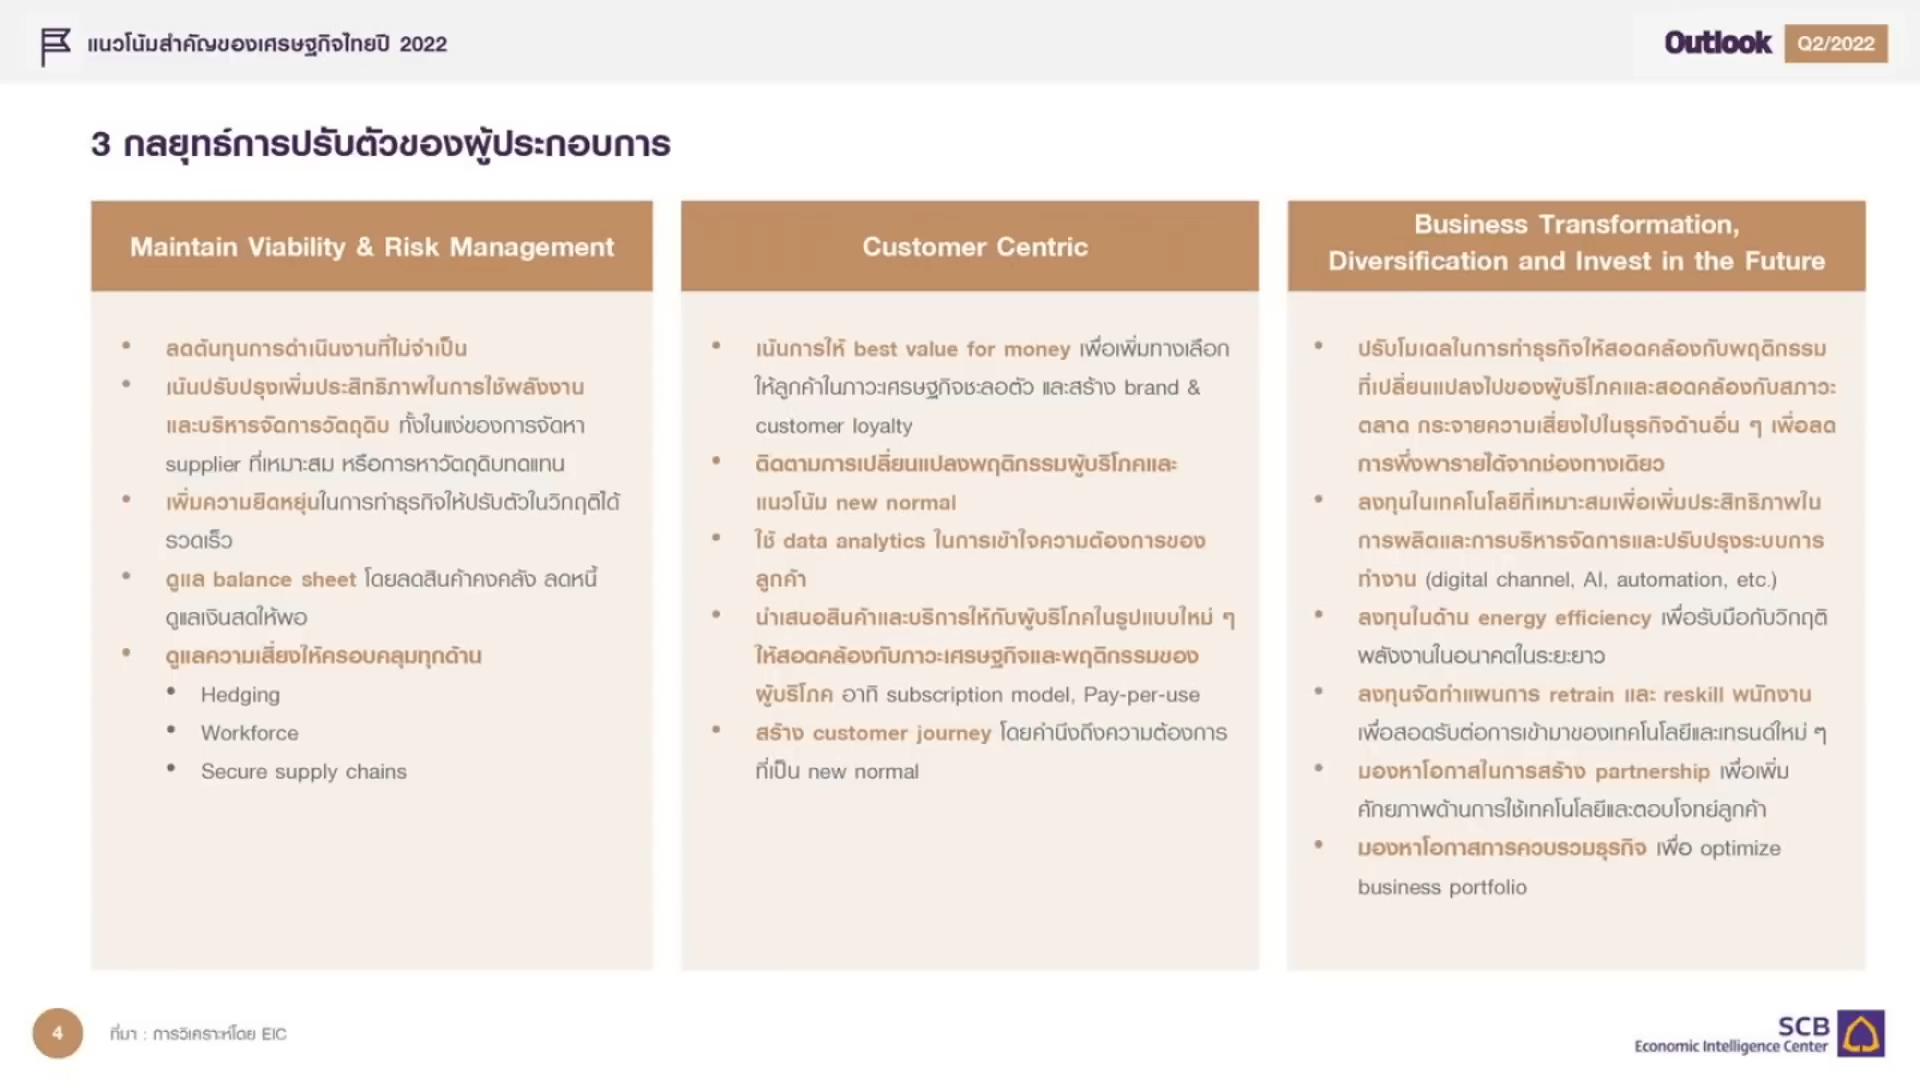 แนวโน้มสำคัญของเศรษฐกิจไทยปี 2022
Outlook Q2/2022
3 กลยุทธ์การปรับตัวของผู้ประกอบการ
Maintain Viability & Risk Management
• ลดต้นทุนการดำเนินงานที่ไม่จำเป็น
• เน้นปรับปรุงเพิ่มประสิทธิภาพในการใช้พลังงาน
และบริหารจัดการวัตถุดิบ ทั้งในแง่ของการจัดหา
supplier ที่เหมาะสม หรือการหาวัตถุดิบทดแทน
• เพิ่มความยืดหยุ่นในการทำธุรกิจให้ปรับตัวในวิกฤติได้
รวดเร็ว
• ดูแล balance sheet โดยลดสินค้าคงคลัง ลดหนี้
ดูแลเงินสดให้พอ
• ดูแลความเสี่ยงให้ครอบคลุมทุกด้าน
• Hedging
• Workforce
• Secure supply chains
Customer Centric
• เน้นการให้ best value for money เพื่อเพิ่มทางเลือก
ให้ลูกค้าในภาวะเศรษฐกิจชะลอตัว และสร้าง brand &
customer loyalty
• ติดตามการเปลี่ยนแปลงพฤติกรรมผู้บริโภคและ
แนวโน้ม new normal
• ใช้ data analytics ในการเข้าใจความต้องการของ
ลูกค้า
• นำเสนอสินค้าและบริการให้กับผู้บริโภคในรูปแบบใหม่ ๆ
ให้สอดคล้องกับภาวะเศรษฐกิจและพฤติกรรมของ
ผู้บริโภค อาทิ subscription model, Pay-per-use
• สร้าง customer journey โดยคำนึงถึงความต้องการ
ที่เป็น new normal
Business Transformation,
Diversification and Invest in the Future
• ปรับโมเดลในการทำธุรกิจให้สอดคล้องกับพฤติกรรม
ที่เปลี่ยนแปลงไปของผู้บริโภคและสอดคล้องกับสภาวะ
ตลาด กระจายความเสี่ยงไปในธุรกิจด้านอื่น ๆ เพื่อลด
การพึ่งพารายได้จากช่องทางเดียว
• ลงทุนในเทคโนโลยีที่เหมาะสมเพื่อเพิ่มประสิทธิภาพใน
การผลิตและการบริหารจัดการและปรับปรุงระบบการ
ทำงาน (digital channel, AI, automation, etc.)
• ลงทุนในด้าน energy efficiency เพื่อรับมือกับวิกฤติ
พลังงานในอนาคตในระยะยาว
• ลงทุนจัดทำแผนการ retrain และ reskill พนักงาน
เพื่อสอดรับต่อการเข้ามาของเทคโนโลยีและเทรนด์ใหม่ ๆ
• มองหาโอกาสในการสร้าง partnership เพื่อเพิ่ม
ศักยภาพด้านการใช้เทคโนโลยีและตอบโจทย์ลูกค้า
• มองหาโอกาสการควบรวมธุรกิจ เพื่อ optimize
business portfolio
4
ที่มา : การวิเคราะห์โดย EIC
SCB
Economic Intelligence Center